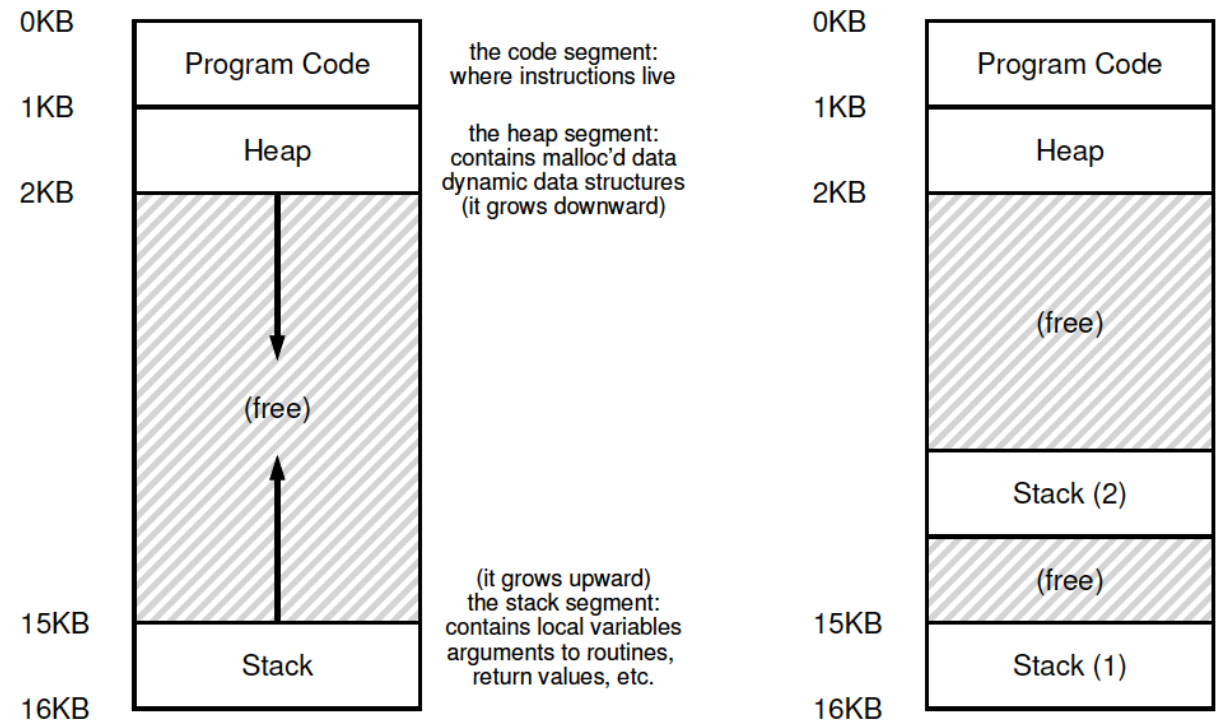 0KB
Program Code
1KB
Heap
2KB
(free)
15KB
Stack
16KB
the code segment:
where instructions live
the heap segment:
contains malloc’d data
dynamic data structures
(it grows downward)
(it grows upward)
the stack segment:
contains local variables
arguments to routines,
return values, etc.
0KB
Program Code
1KB
Heap
2KB
(free)
Stack (2)
(free)
15KB
Stack (1)
16KB